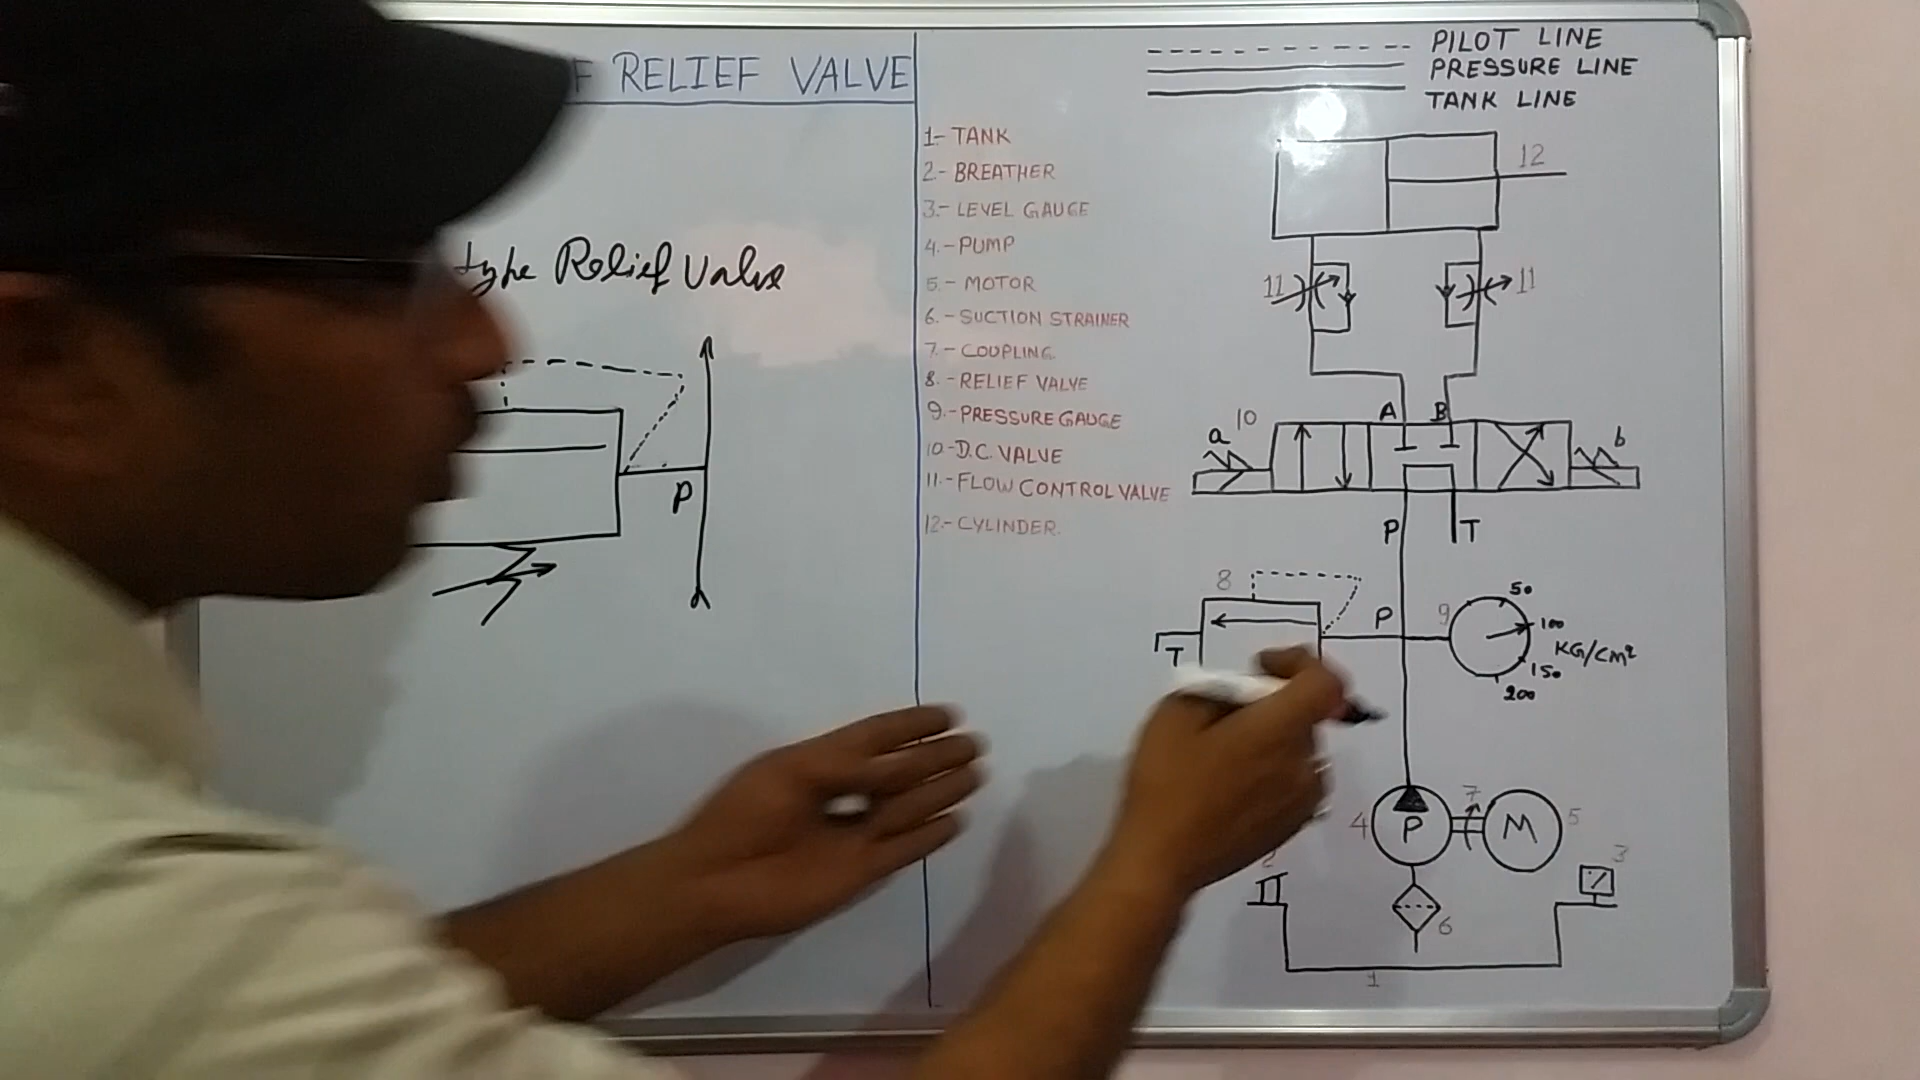 RELIEF VALVE
type Relief Valve
P
PILOT LINE
PRESSURE LINE
TANK LINE
1- TANK
2.- BREATHER
3.- LEVEL GAUGE
4.- PUMP
5.- MOTOR
6.- SUCTION STRAINER
7.- COUPLING
8.- RELIEF VALVE
9.- PRESSURE GAUGE
10.- D.C. VALVE
11.- FLOW CONTROL VALVE
12.- CYLINDER.
12
11
11
A B
10
a
b
P T
8
P
9
50
100
150
200
KG/CM²
T
4
P
7
M
5
3
2
6
1